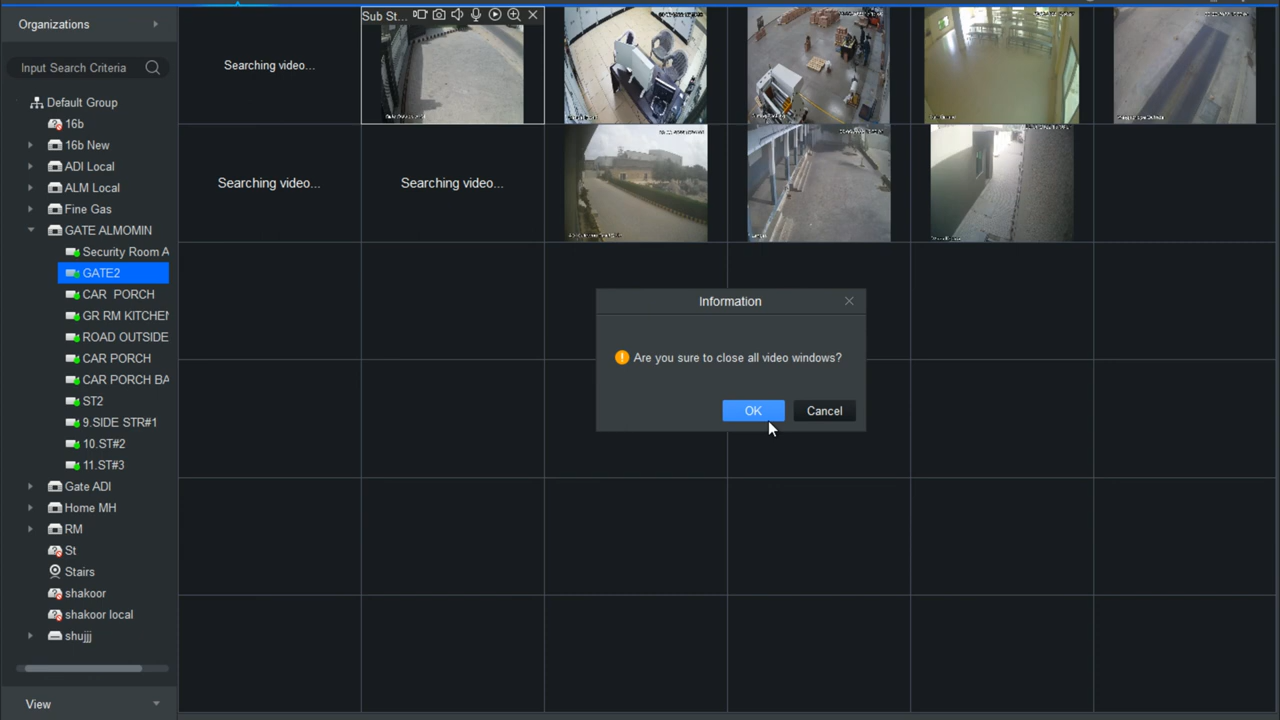 Organizations
Input Search Criteria
Default Group
16b
16b New
ADI Local
ALM Local
Fine Gas
GATE ALMOMIN
Security Room A
GATE2
CAR PORCH
GR RM KITCHEN
ROAD OUTSIDE
CAR PORCH
CAR PORCH BA
ST2
9.SIDE STR#1
10.ST#2
11.ST#3
Gate ADI
Home MH
RM
St
Stairs
shakoor
shakoor local
shujjj
View
Sub St...
Searching video...
Searching video...
Searching video...
Information
Are you sure to close all video windows?
OK
Cancel